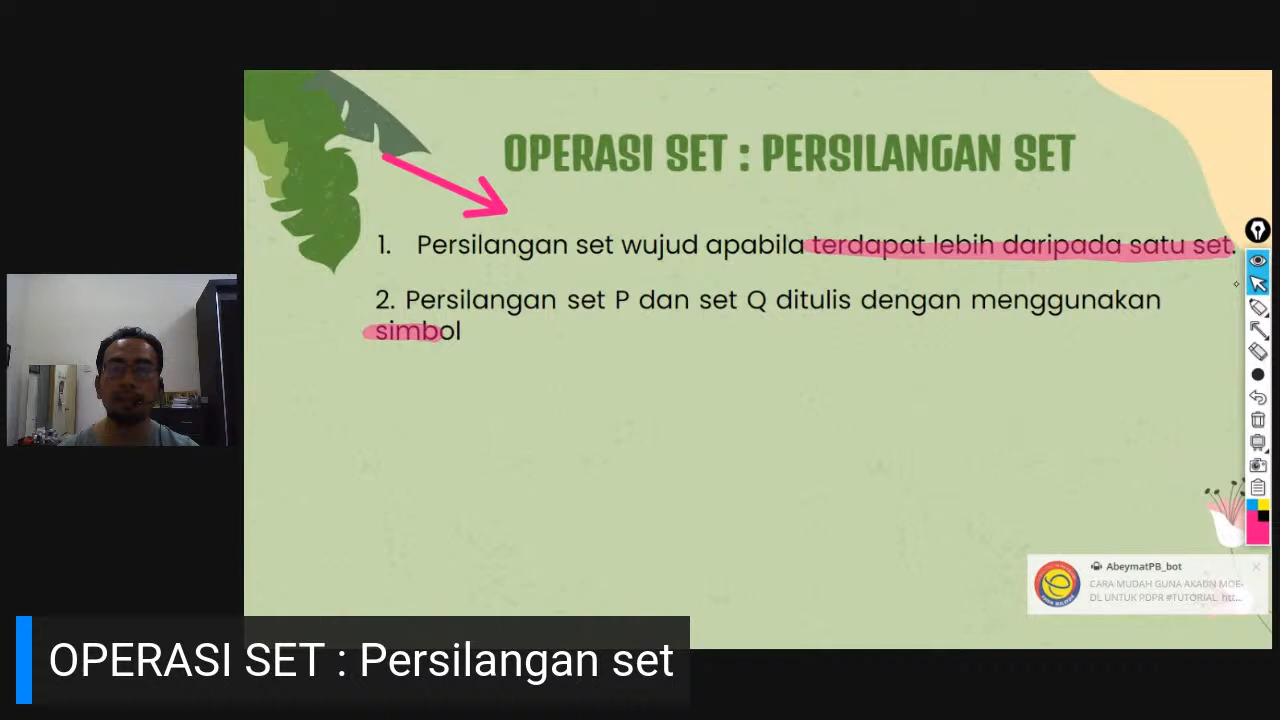 OPERASI SET : PERSILANGAN SET
1. Persilangan set wujud apabila terdapat lebih daripada satu set.
2. Persilangan set P dan set Q ditulis dengan menggunakan
simbol
AbeymatPB_bot
CARA MUDAH GUNA AKAUN MOE-
DL UNTUK PDPR #TUTORIAL htt...
OPERASI SET : Persilangan set